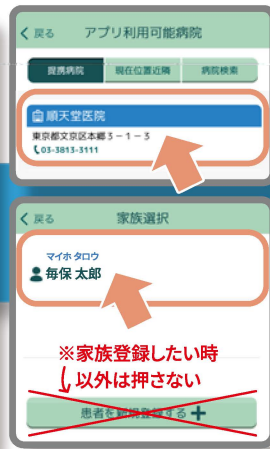 戻る アプリ利用可能病院
提携病院 現在位置近隣 病院検索
順天堂医院
東京都文京区本郷3-1-3
03-3813-3111
戻る 家族選択
マイホ タロウ
毎保 太郎
※家族登録したい時
以外は押さない
患者を新規登録する